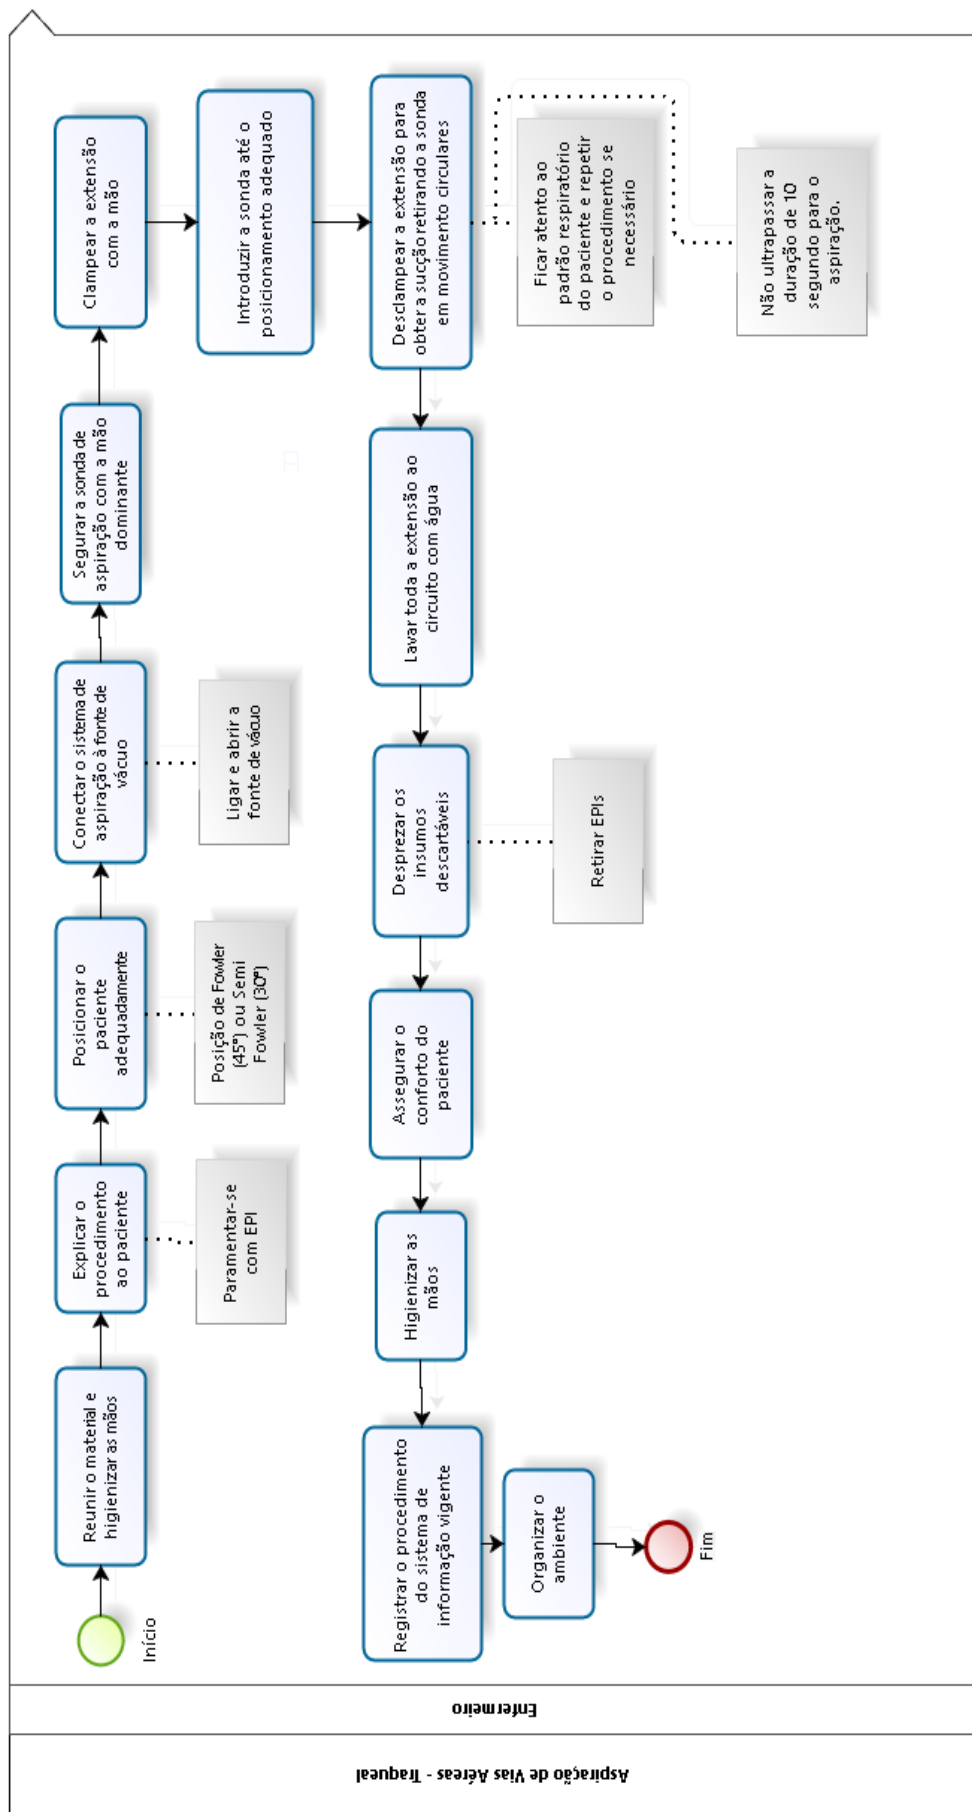 Aspiração de Vias Aéreas - Traqueal
Enfermeiro
Início
Reunir o material e
higienizar as mãos
Explicar o
procedimento
ao paciente
Paramentar-se
com EPI
Posicionar o
paciente
adequadamente
Posição de Fowler
(45°) ou Semi
Fowler (30°)
Conectar o sistema de
aspiração à fonte de
vácuo
Ligar e abrir a
fonte de vácuo
Segurar a sonda de
aspiração com a mão
dominante
Clampear a extensão
com a mão
Introduzir a sonda até o
posicionamento adequado
Desclampear a extensão para
obter a sucção retirando a sonda
em movimento circulares
Ficar atento ao
padrão respiratório
do paciente e repetir
o procedimento se
necessário
Não ultrapassar a
duração de 10
segundo para o
aspiração.
Lavar toda a extensão ao
circuito com água
Desprezar os
insumos
descartáveis
Retirar EPIs
Assegurar o
conforto do
paciente
Higienizar as
mãos
Registrar o procedimento
do sistema de
informação vigente
Organizar o
ambiente
Fim